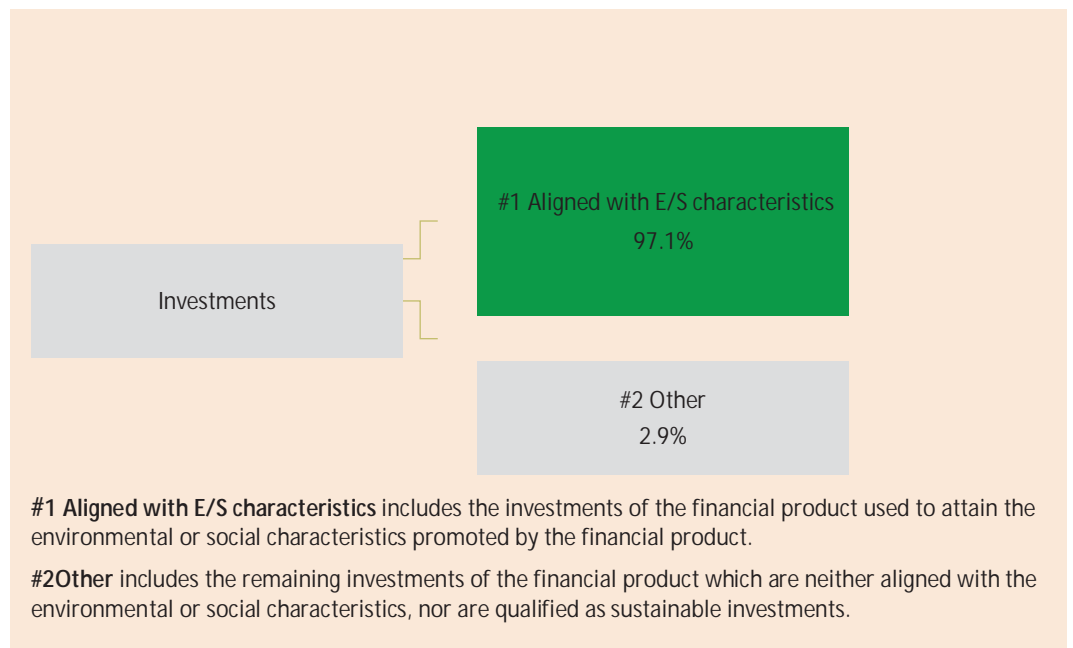 #1 Aligned with E/S characteristics
97.1%
Investments
#2 Other
2.9%
#1 Aligned with E/S characteristics includes the investments of the financial product used to attain the
environmental or social characteristics promoted by the financial product.
#2Other includes the remaining investments of the financial product which are neither aligned with the
environmental or social characteristics, nor are qualified as sustainable investments.